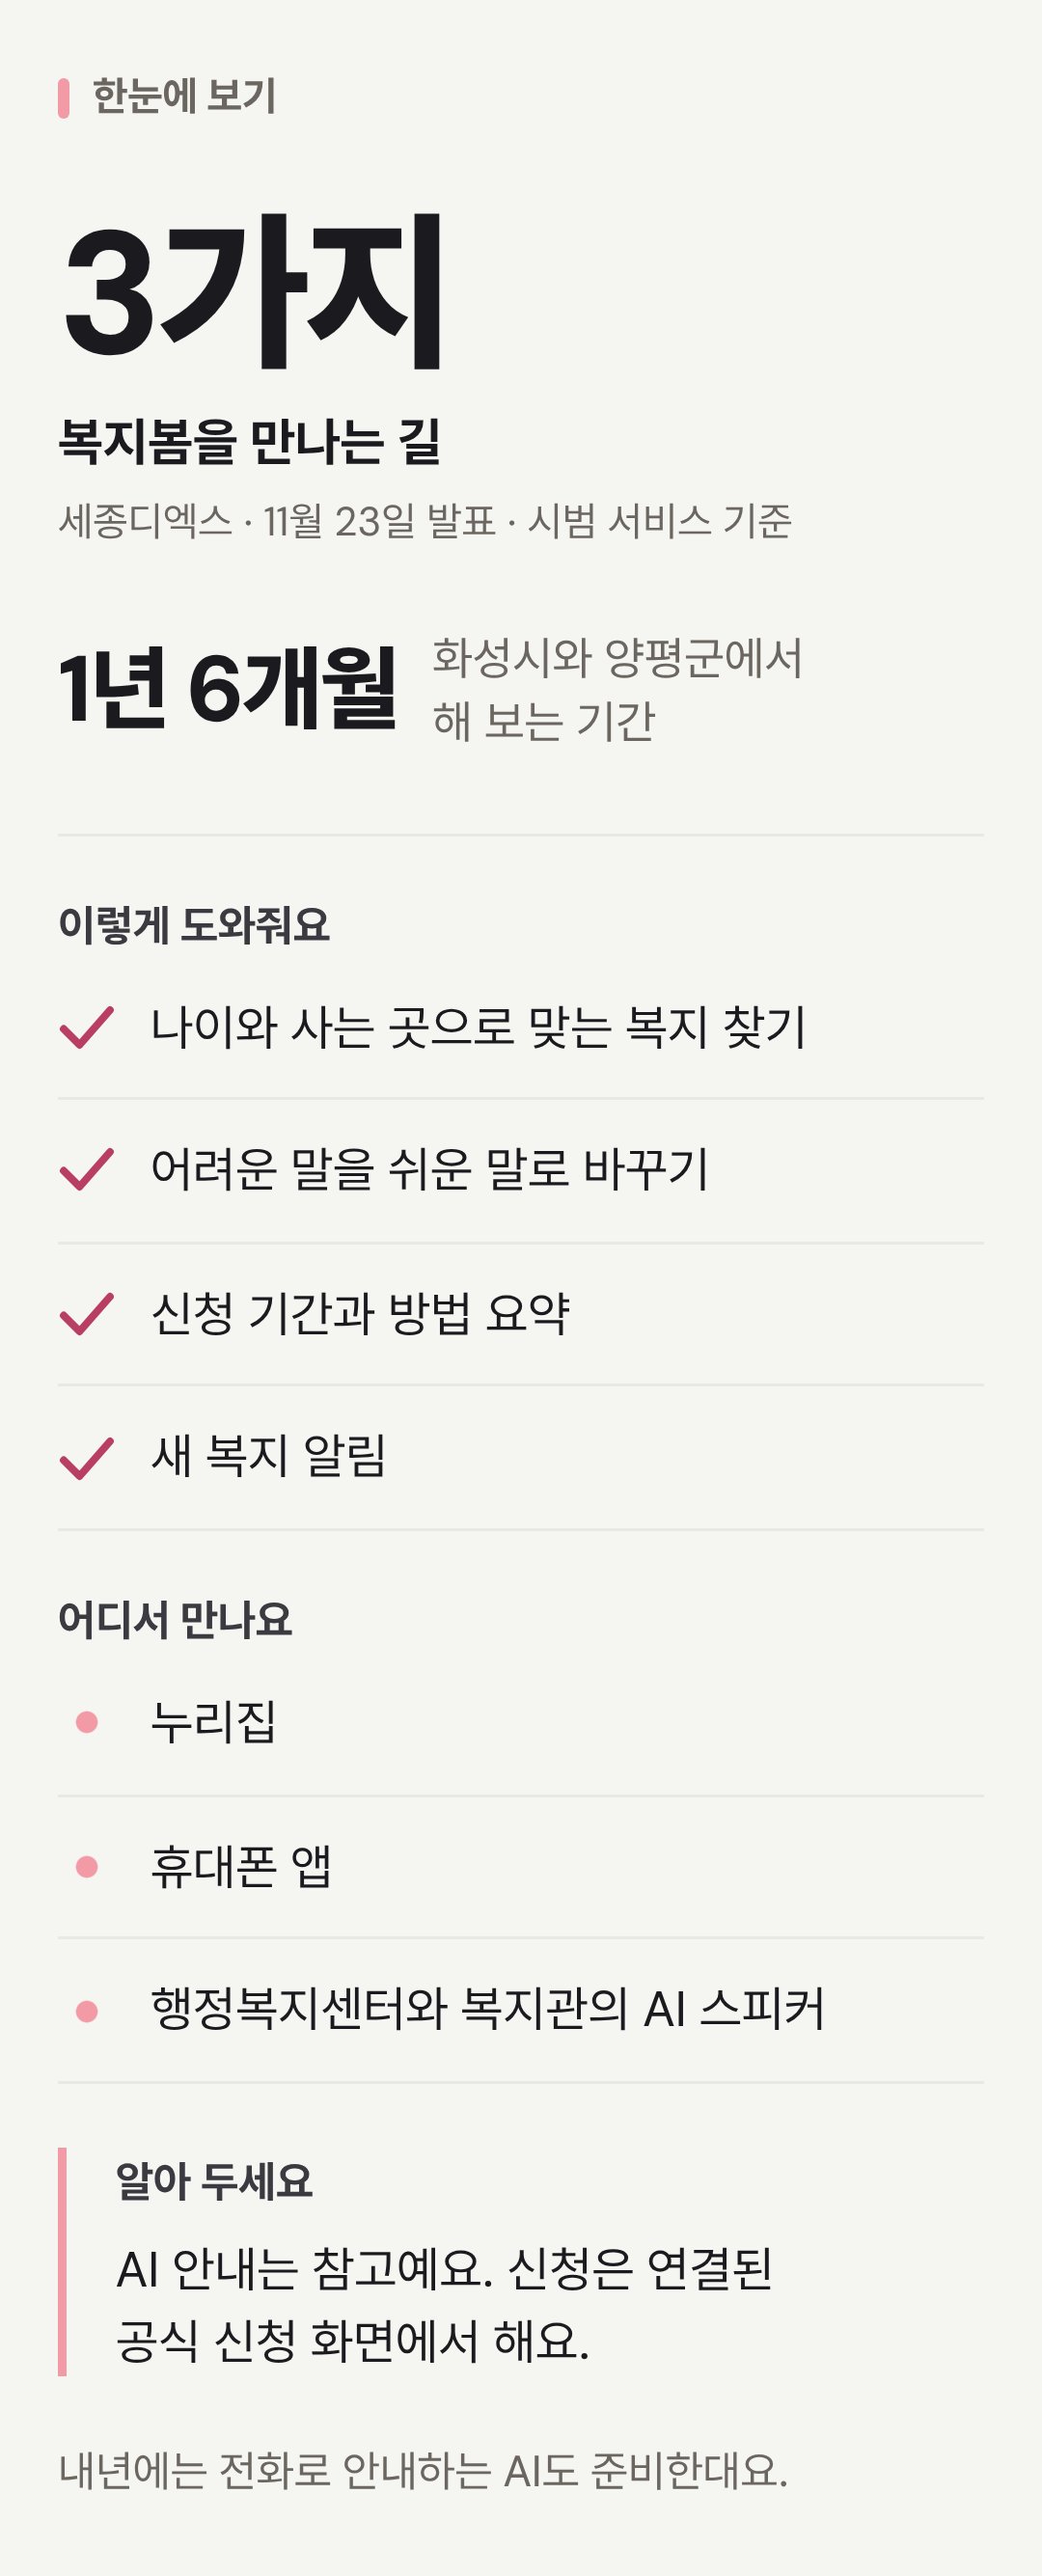 한눈에 보기
3가지
복지봄을 만나는 길
세종디엑스 · 11월 23일 발표 · 시범 서비스 기준
1년 6개월
화성시와 양평군에서
해 보는 기간
이렇게 도와줘요
나이와 사는 곳으로 맞는 복지 찾기
어려운 말을 쉬운 말로 바꾸기
신청 기간과 방법 요약
새 복지 알림
어디서 만나요
누리집
휴대폰 앱
행정복지센터와 복지관의 AI 스피커
알아 두세요
AI 안내는 참고예요. 신청은 연결된
공식 신청 화면에서 해요.
내년에는 전화로 안내하는 AI도 준비한대요.